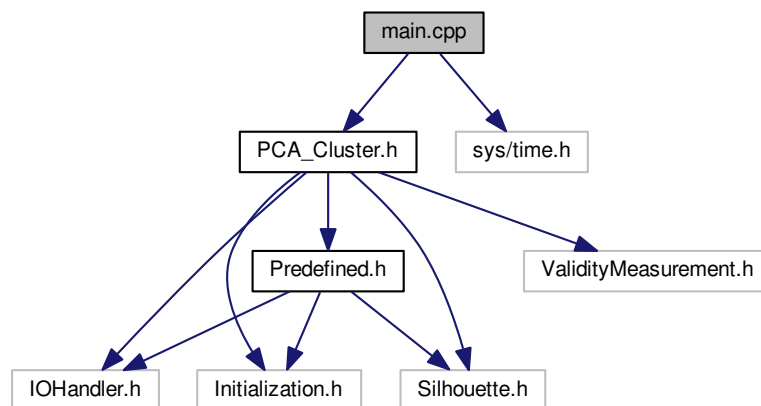 main.cpp
PCA_Cluster.h
sys/time.h
Predefined.h
ValidityMeasurement.h
IOHandler.h
Initialization.h
Silhouette.h